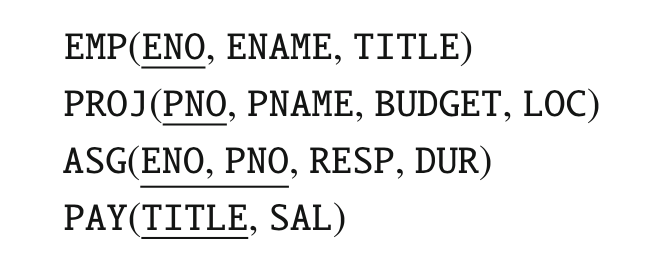 EMP(ENO, ENAME, TITLE)
PROJ(PNO, PNAME, BUDGET, LOC)
ASG(ENO, PNO, RESP, DUR)
PAY(TITLE, SAL)